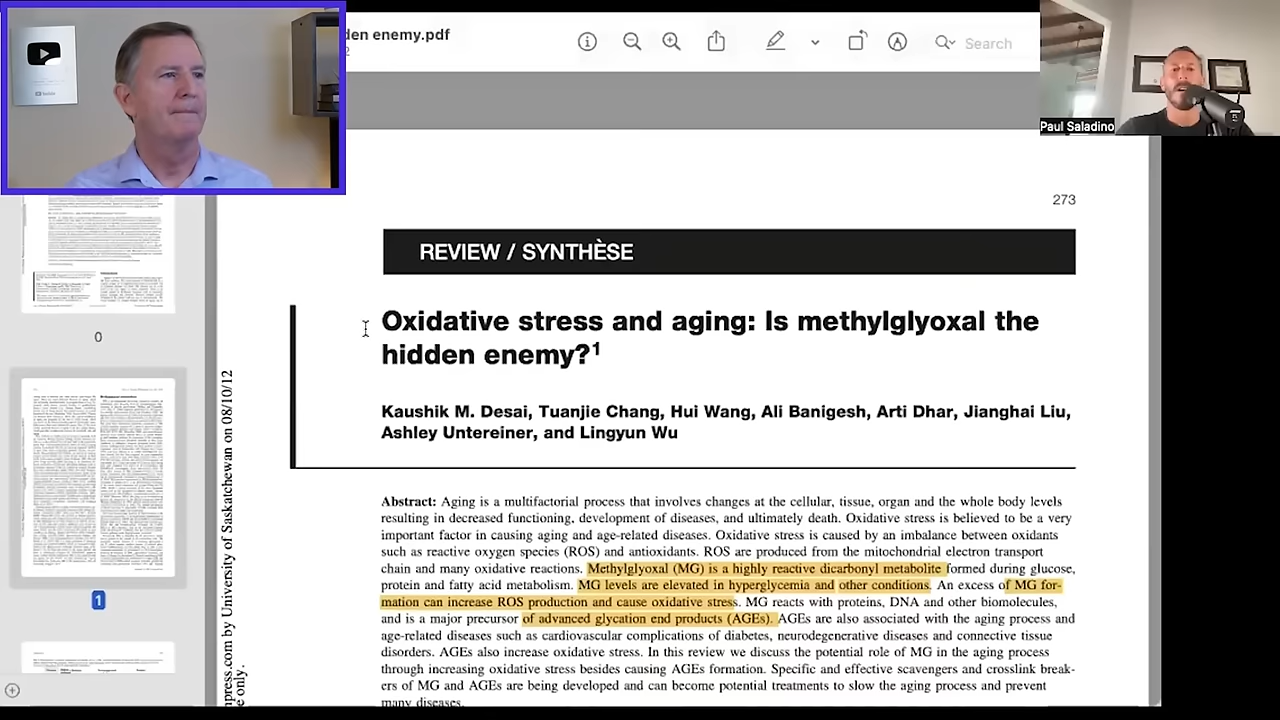 den enemy.pdf
Search
Paul Saladino
273
REVIEW / SYNTHÈSE
Oxidative stress and aging: Is methylglyoxal the
hidden enemy?¹
Kaushik M. Desai, Tuanjie Chang, Hui Wang, Ali Banigesh, Arti Dhar, Jianghai Liu,
Ashley Untereiner, and Lingyun Wu
Abstract: Aging is a multifactorial process that involves changes at the cellular, tissue, organ and the whole body levels
resulting in decreased functioning, development of diseases, and ultimately death. Oxidative stress is believed to be a very
important factor in causing aging and age-related diseases. Oxidative stress is caused by an imbalance between oxidants
such as reactive oxygen species (ROS) and antioxidants. ROS are produced from the mitochondrial electron transport
chain and many oxidative reactions. Methylglyoxal (MG) is a highly reactive dicarbonyl metabolite formed during glucose,
protein and fatty acid metabolism. MG levels are elevated in hyperglycemia and other conditions. An excess of MG for-
mation can increase ROS production and cause oxidative stress. MG reacts with proteins, DNA and other biomolecules,
and is a major precursor of advanced glycation end products (AGEs). AGEs are also associated with the aging process and
age-related diseases such as cardiovascular complications of diabetes, neurodegenerative diseases and connective tissue
disorders. AGEs also increase oxidative stress. In this review we discuss the potential role of MG in the aging process
through increasing oxidative stress besides causing AGEs formation. Specific and effective scavengers and crosslink break-
ers of MG and AGEs are being developed and can become potential treatments to slow the aging process and prevent
many diseases.
0
1
npress.com by University of Saskatchewan on 08/10/12
e only.